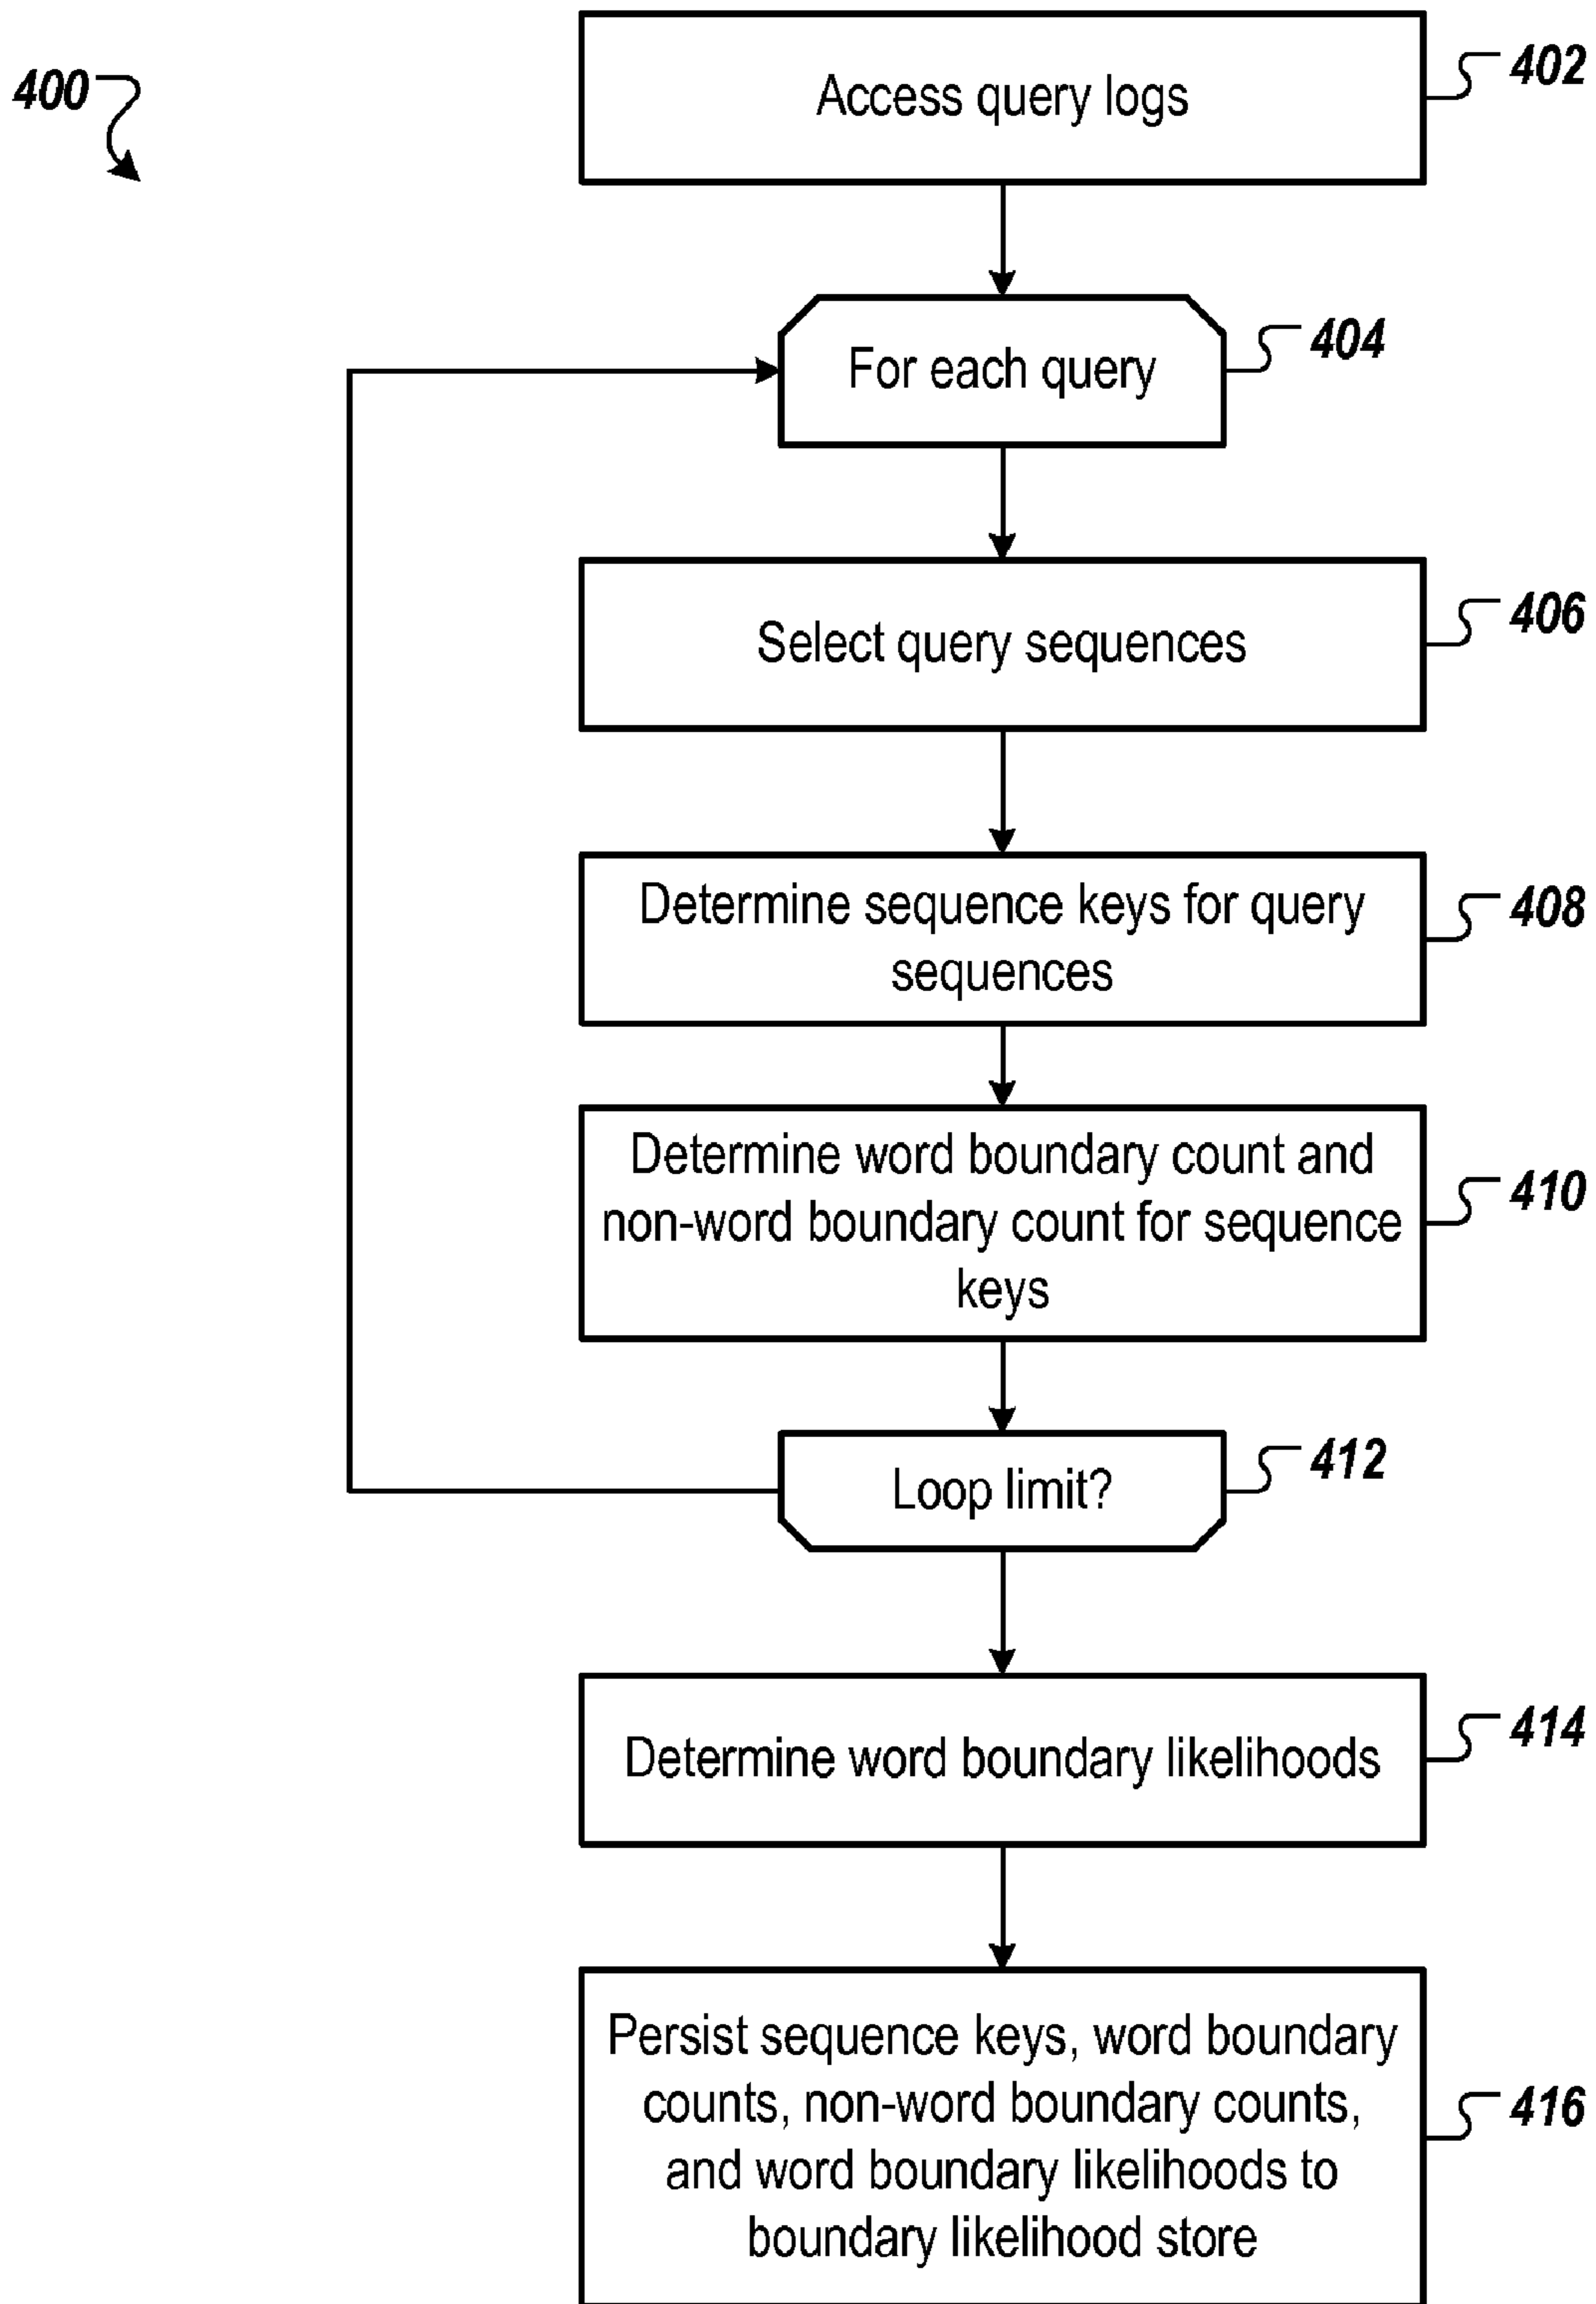 400
Access query logs
402
For each query
404
Select query sequences
406
Determine sequence keys for query
sequences
408
Determine word boundary count and
non-word boundary count for sequence
keys
410
Loop limit?
412
Determine word boundary likelihoods
414
Persist sequence keys, word boundary
counts, non-word boundary counts,
and word boundary likelihoods to
boundary likelihood store
416